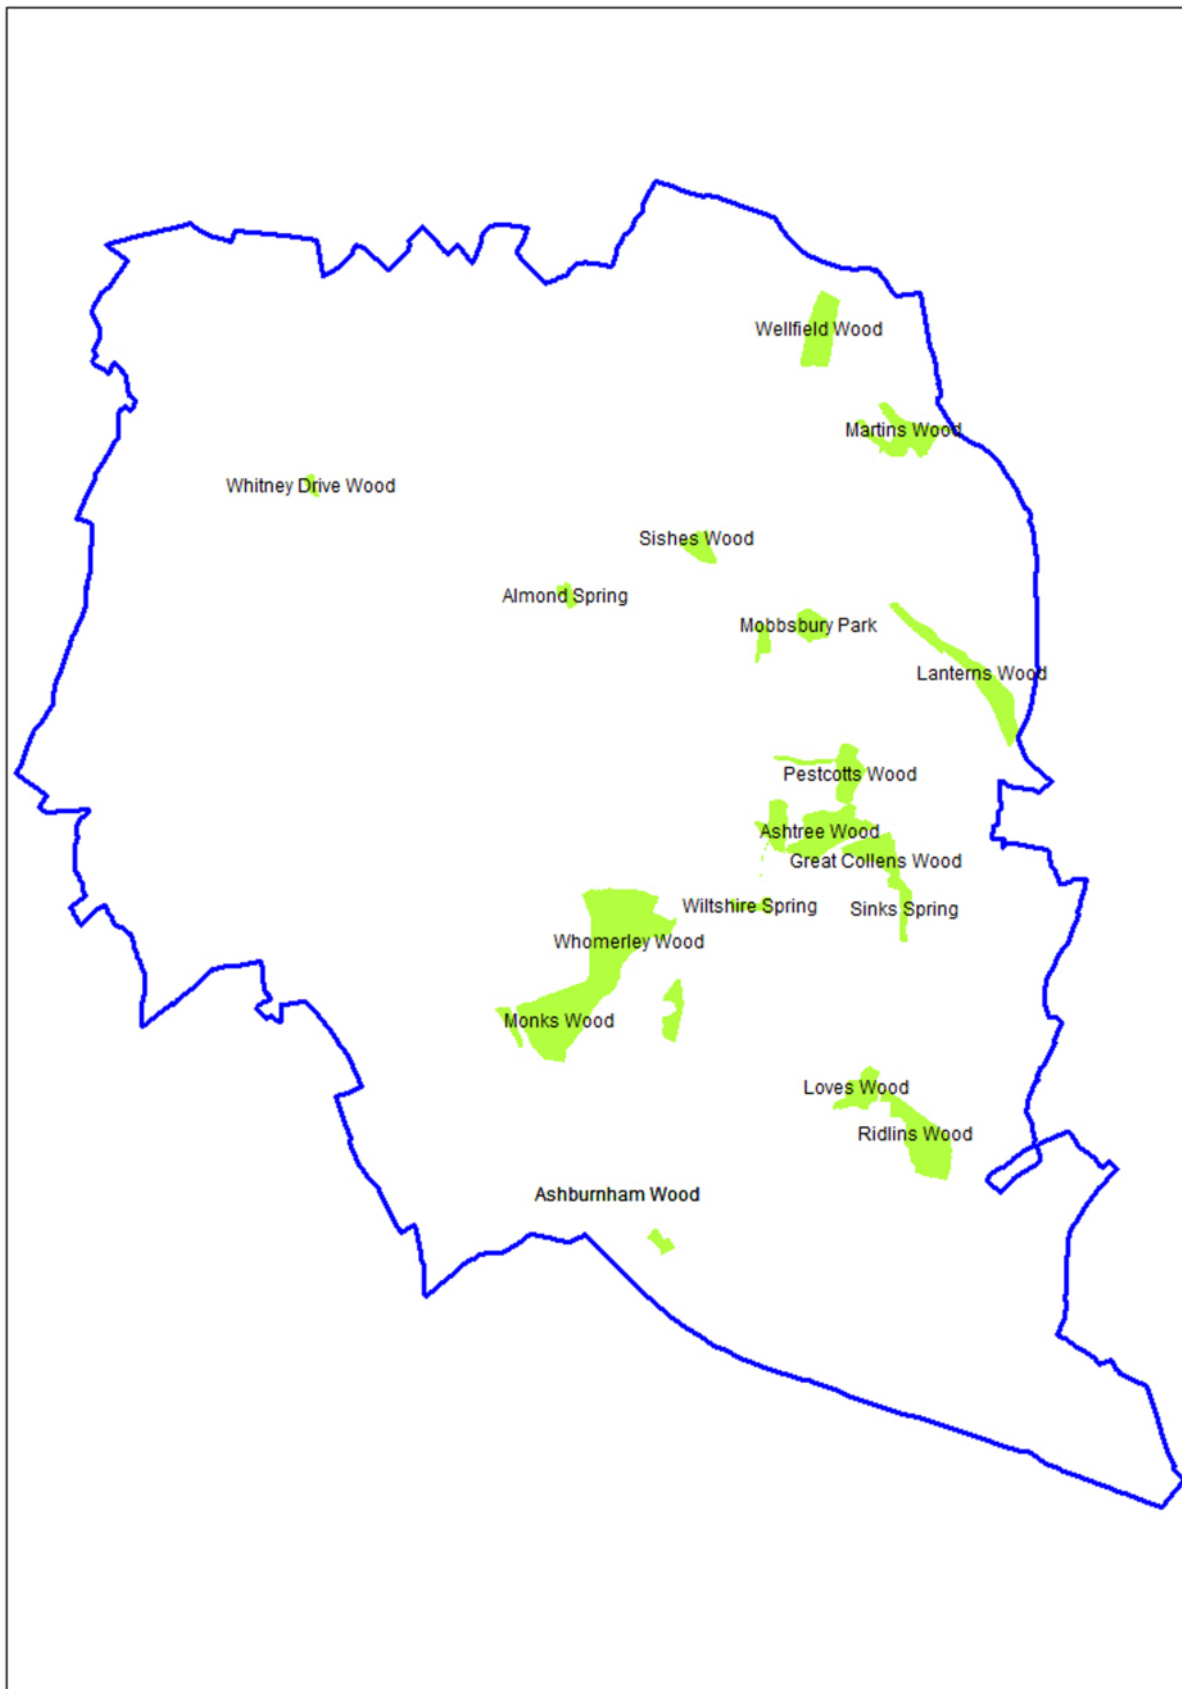 Wellfield Wood
Martins Wood
Whitney Drive Wood
Sishes Wood
Almond Spring
Mobbsbury Park
Lanterns Wood
Pestcotts Wood
Ashtree Wood
Great Collens Wood
Wiltshire Spring
Sinks Spring
Whomerley Wood
Monks Wood
Loves Wood
Ridlins Wood
Ashburnham Wood